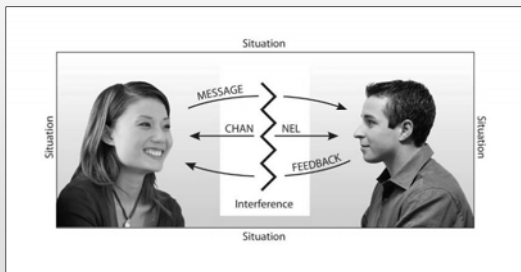 Situation
MESSAGE
Situation
CHAN NEL
Situation
FEEDBACK
Interference
Situation